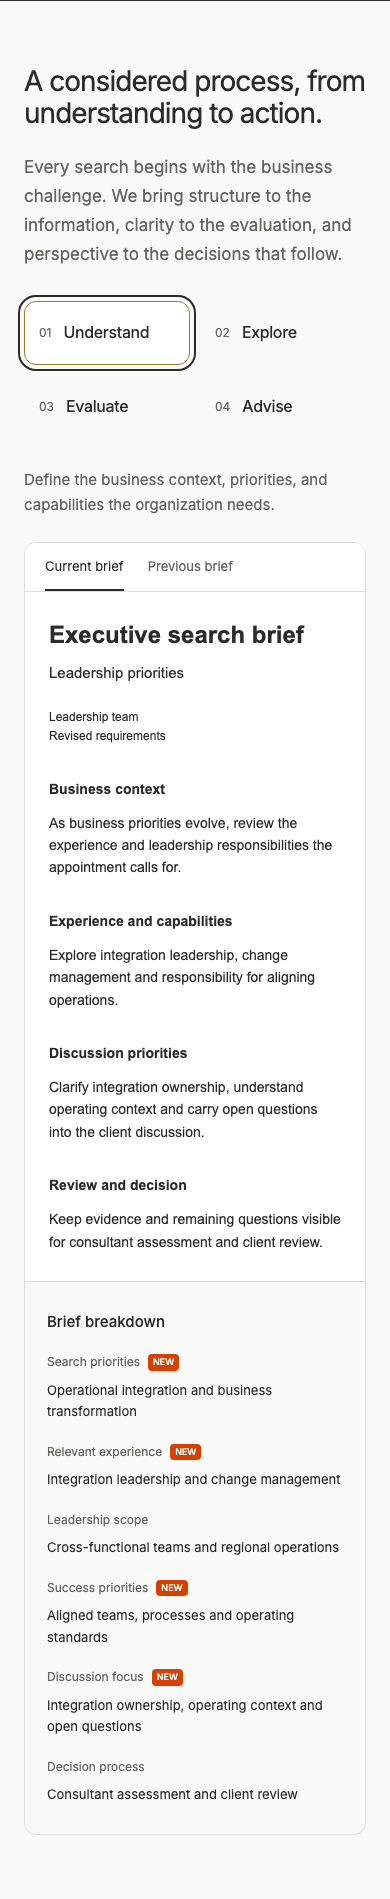 A considered process, from
understanding to action.
Every search begins with the business
challenge. We bring structure to the
information, clarity to the evaluation, and
perspective to the decisions that follow.
01 Understand
02 Explore
03 Evaluate
04 Advise
Define the business context, priorities, and
capabilities the organization needs.
Current brief
Previous brief
Executive search brief
Leadership priorities
Leadership team
Revised requirements
Business context
As business priorities evolve, review the
experience and leadership responsibilities the
appointment calls for.
Experience and capabilities
Explore integration leadership, change
management and responsibility for aligning
operations.
Discussion priorities
Clarify integration ownership, understand
operating context and carry open questions
into the client discussion.
Review and decision
Keep evidence and remaining questions visible
for consultant assessment and client review.
Brief breakdown
Search priorities NEW
Operational integration and business
transformation
Relevant experience NEW
Integration leadership and change management
Leadership scope
Cross-functional teams and regional operations
Success priorities NEW
Aligned teams, processes and operating
standards
Discussion focus NEW
Integration ownership, operating context and
open questions
Decision process
Consultant assessment and client review